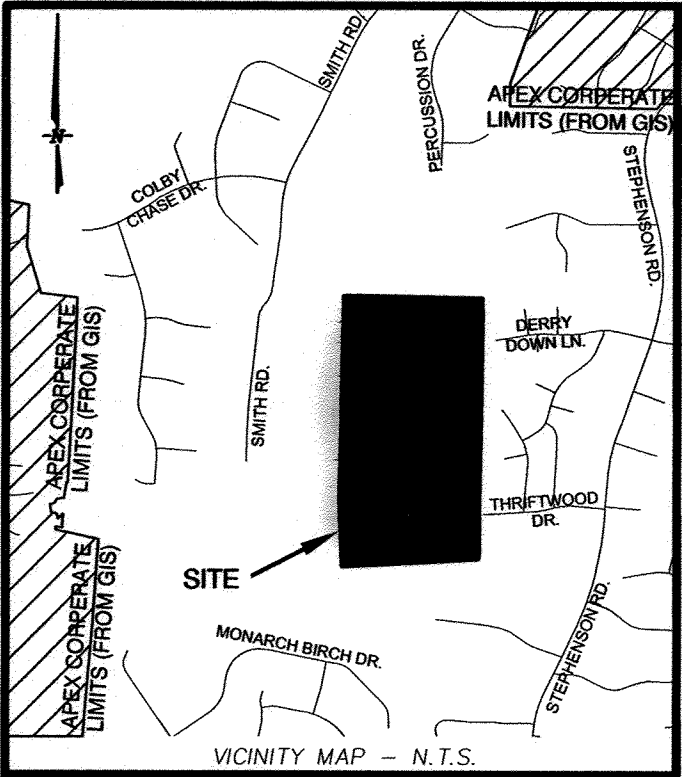 SMITH RD.
PERCUSSION DR.
APEX CORPERATE
LIMITS (FROM GIS)
N
STEPHENSON RD.
COLBY
CHASE DR.
DERRY
DOWN LN.
APEX CORPERATE
LIMITS (FROM GIS)
SMITH RD.
THRIFTWOOD
DR.
SITE
APEX CORPERATE
LIMITS (FROM GIS)
MONARCH BIRCH DR.
STEPHENSON RD.
VICINITY MAP - N.T.S.